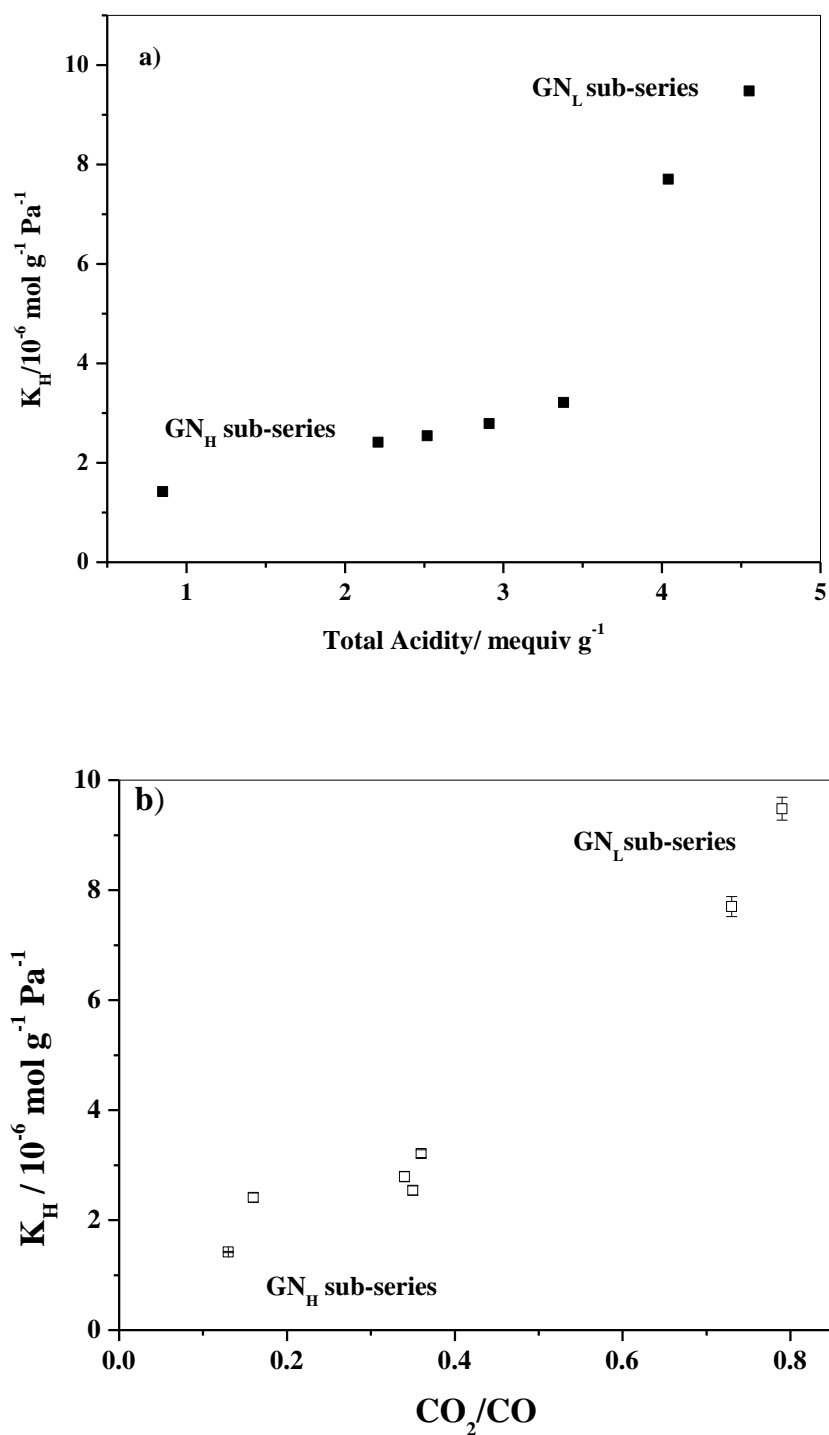 a)
GN_L sub-series
GN_H sub-series
K_H/10^-6 mol g^-1 Pa^-1
10
8
6
4
2
0
1
2
3
4
5
Total Acidity/ mequiv g^-1
b)
GN_L sub-series
GN_H sub-series
K_H / 10^-6 mol g^-1 Pa^-1
10
8
6
4
2
0
0.0
0.2
0.4
0.6
0.8
CO_2/CO